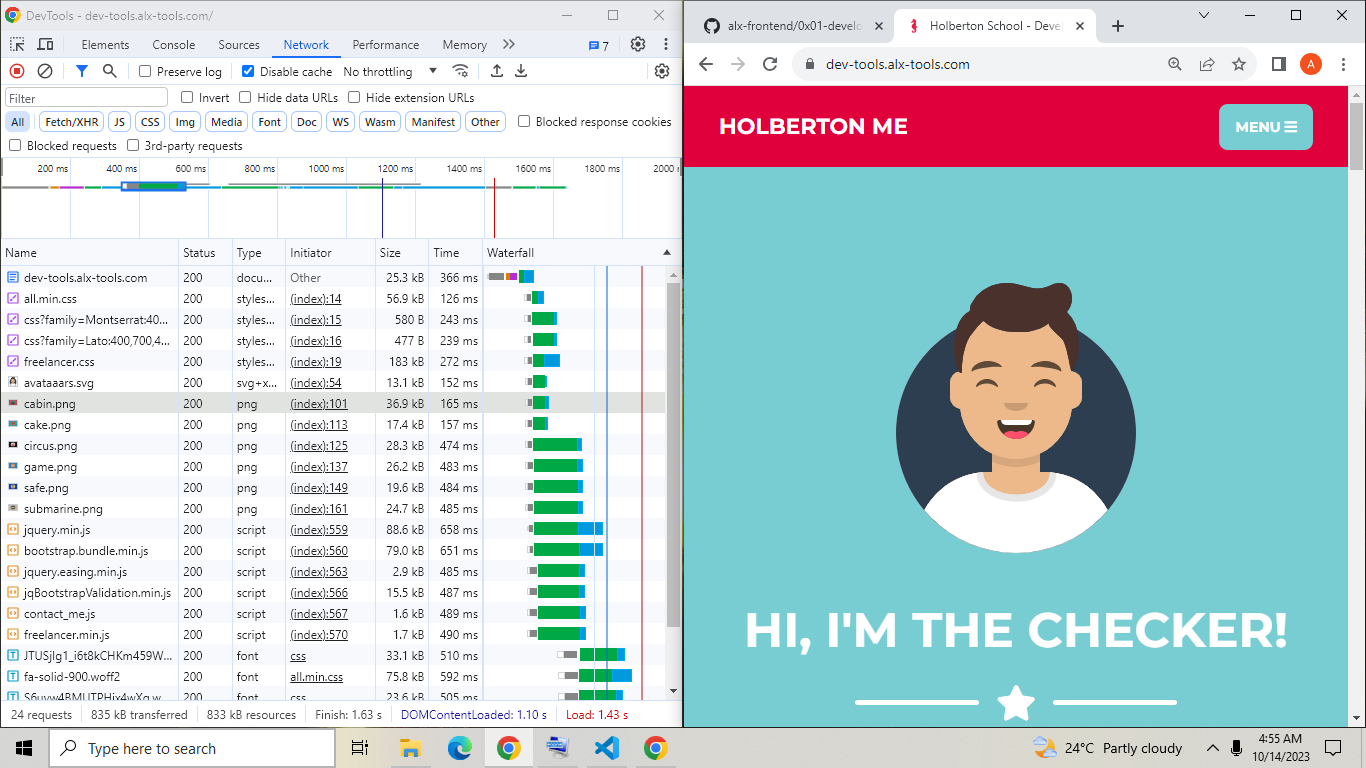 DevTools - dev-tools.alx-tools.com/
Elements Console Sources Network Performance Memory 7
Preserve log Disable cache No throttling
Filter Invert Hide data URLs Hide extension URLs
All Fetch/XHR JS CSS Img Media Font Doc WS Wasm Manifest Other Blocked response cookies
Blocked requests 3rd-party requests
200 ms 400 ms 600 ms 800 ms 1000 ms 1200 ms 1400 ms 1600 ms 1800 ms 2000
Name Status Type Initiator Size Time Waterfall
dev-tools.alx-tools.com 200 docu... Other 25.3 kB 366 ms
all.min.css 200 styles... (index):14 56.9 kB 126 ms
css?family=Montserrat:40... 200 styles... (index):15 580 B 243 ms
css?family=Lato:400,700,4... 200 styles... (index):16 477 B 239 ms
freelancer.css 200 styles... (index):19 183 kB 272 ms
avataaars.svg 200 svg+x... (index):54 13.1 kB 152 ms
cabin.png 200 png (index):101 36.9 kB 165 ms
cake.png 200 png (index):113 17.4 kB 157 ms
circus.png 200 png (index):125 28.3 kB 474 ms
game.png 200 png (index):137 26.2 kB 483 ms
safe.png 200 png (index):149 19.6 kB 484 ms
submarine.png 200 png (index):161 24.7 kB 485 ms
jquery.min.js 200 script (index):559 88.6 kB 658 ms
bootstrap.bundle.min.js 200 script (index):560 79.0 kB 651 ms
jquery.easing.min.js 200 script (index):563 2.9 kB 485 ms
jqBootstrapValidation.min.js 200 script (index):566 15.5 kB 487 ms
contact_me.js 200 script (index):567 1.6 kB 489 ms
freelancer.min.js 200 script (index):570 1.7 kB 490 ms
JTUSjIg1_i6t8kCHKm459W... 200 font css 33.1 kB 510 ms
fa-solid-900.woff2 200 font all.min.css 75.8 kB 592 ms
200 font css 23.6 kB 505 ms
24 requests 835 kB transferred 833 kB resources Finish: 1.63 s DOMContentLoaded: 1.10 s Load: 1.43 s
alx-frontend/0x01-develo Holberton School - Deve
dev-tools.alx-tools.com A
HOLBERTON ME MENU
HI, I'M THE CHECKER!
Type here to search
24°C Partly cloudy
4:55 AM
10/14/2023